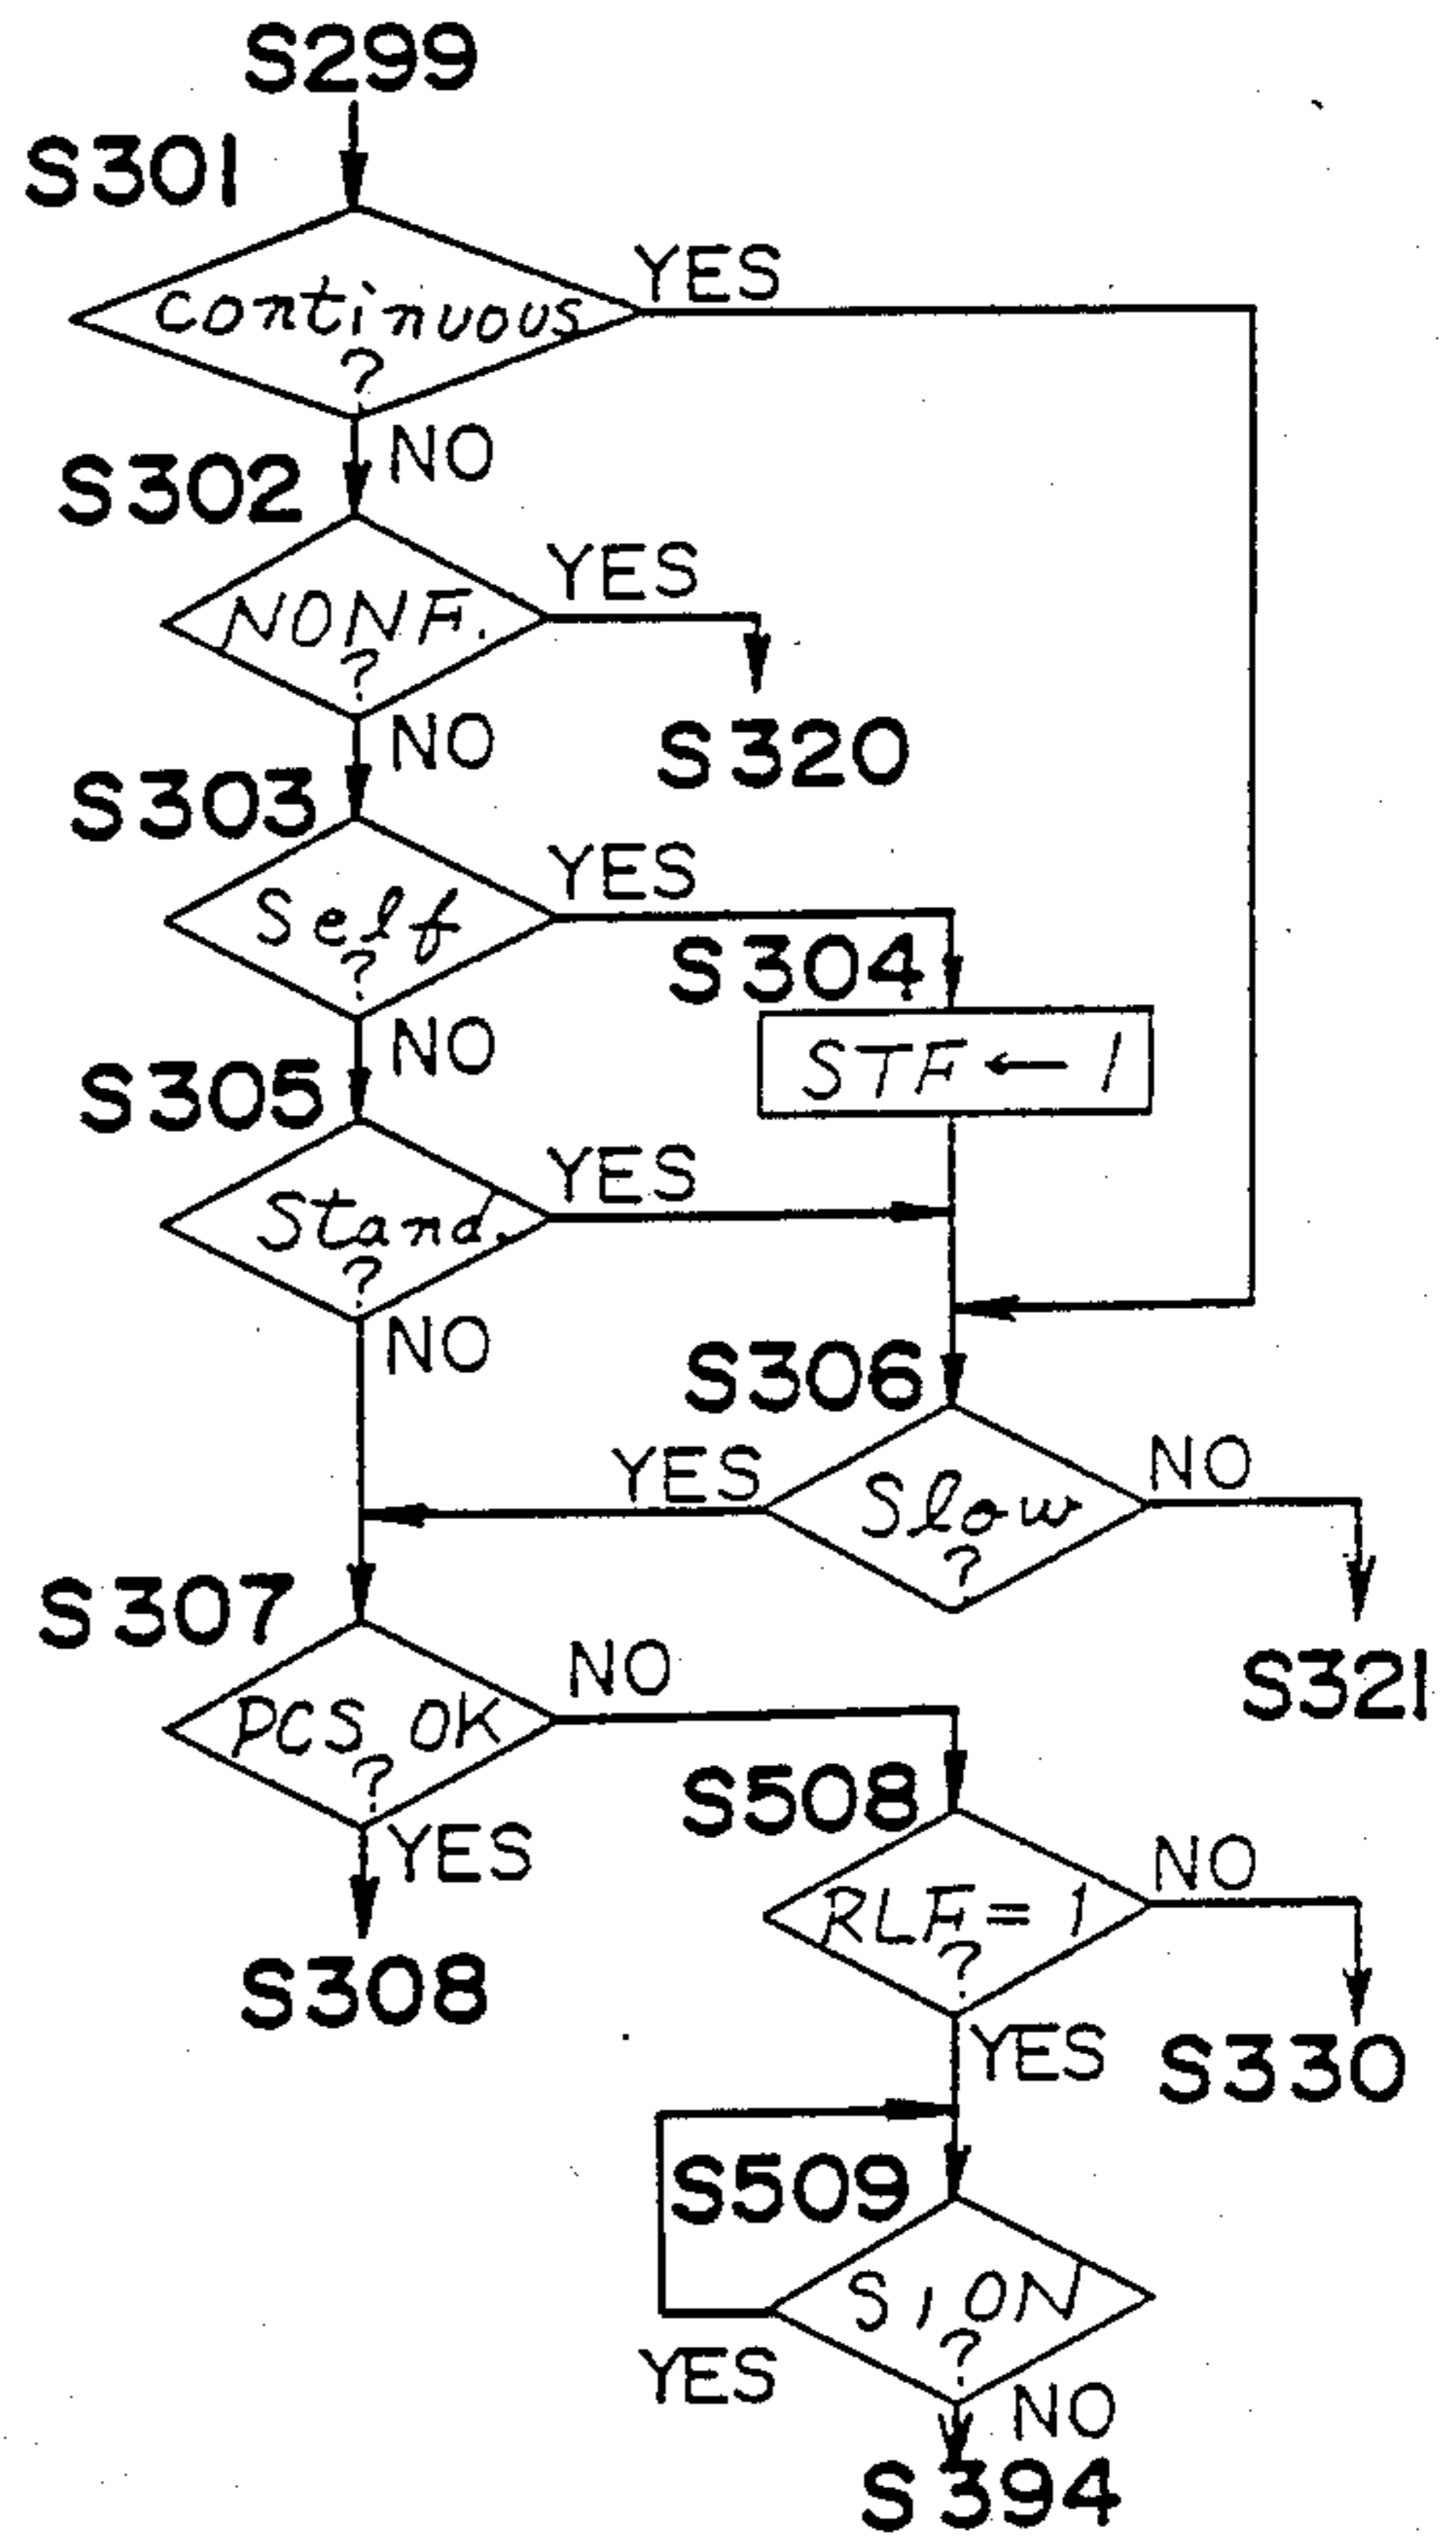 S299
S301
continuous
?
YES
NO
S302
NONF.
?
YES
NO
S320
S303
Self
?
YES
NO
S304
STF ← 1
S305
Stand.
?
YES
NO
S306
Slow
?
YES
NO
S321
S307
PCS OK
?
NO
YES
S308
S508
RLF = 1
?
NO
YES
S330
S509
S1 ON
?
YES
NO
S394